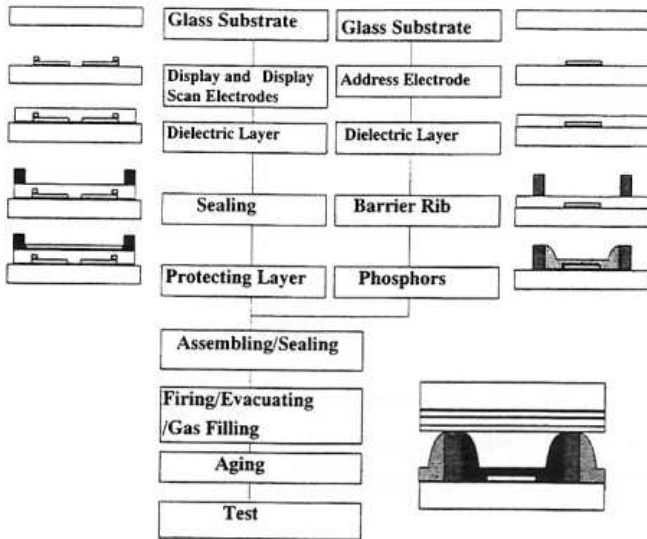 Glass Substrate
Glass Substrate
Display and Display
Scan Electrodes
Address Electrode
Dielectric Layer
Dielectric Layer
Sealing
Barrier Rib
Protecting Layer
Phosphors
Assembling/Sealing
Firing/Evacuating
/Gas Filling
Aging
Test